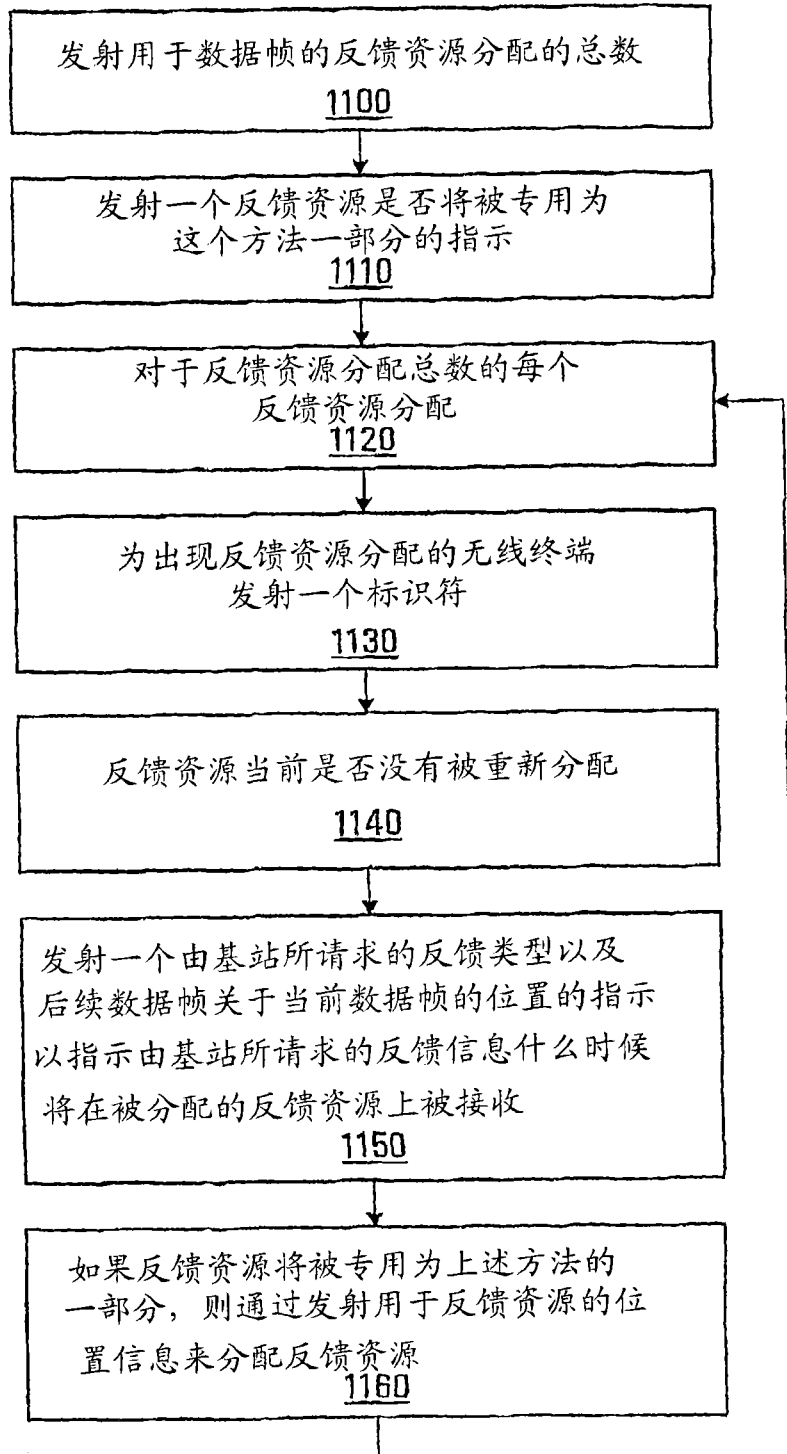 发射用于数据帧的反馈资源分配的总数
1100
发射一个反馈资源是否将被专用为
这个方法一部分的指示
1110
对于反馈资源分配总数的每个
反馈资源分配
1120
为出现反馈资源分配的无线终端
发射一个标识符
1130
反馈资源当前是否没有被重新分配
1140
发射一个由基站所请求的反馈类型以及
后续数据帧关于当前数据帧的位置的指示
以指示由基站所请求的反馈信息什么时候
将在被分配的反馈资源上被接收
1150
如果反馈资源将被专用为上述方法的
一部分，则通过发射用于反馈资源的位
置信息来分配反馈资源
1160